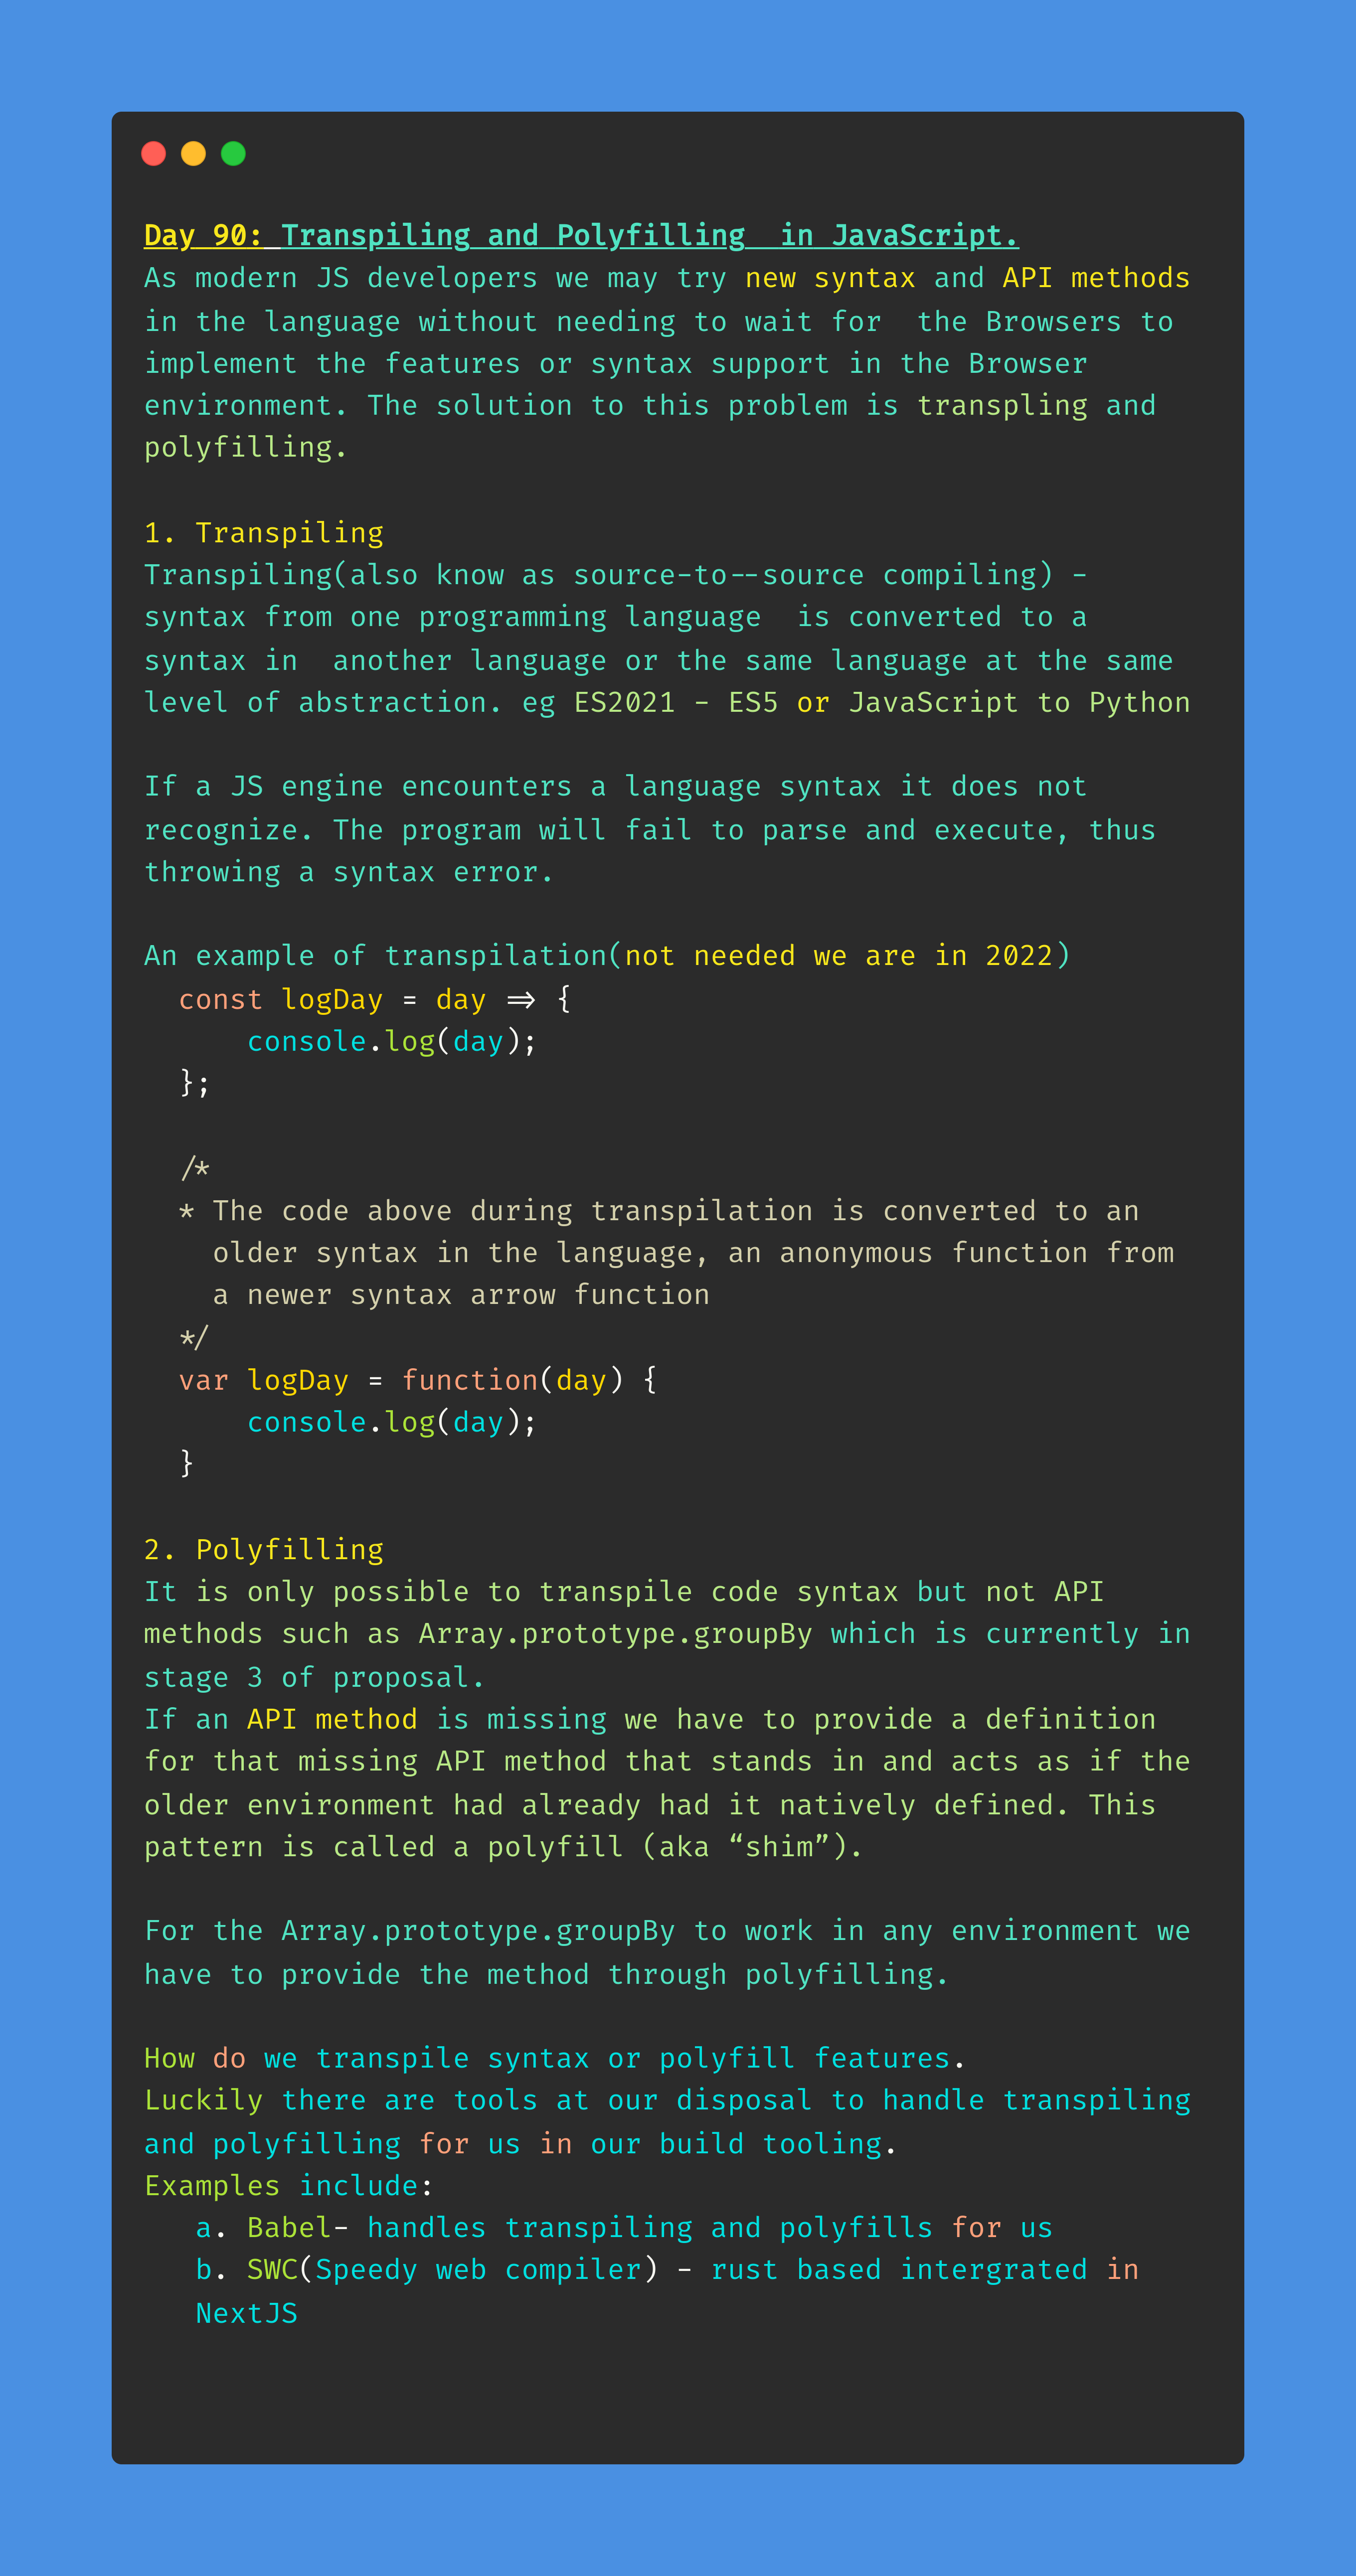 Day 90: Transpiling and Polyfilling  in JavaScript.
As modern JS developers we may try new syntax and API methods
in the language without needing to wait for  the Browsers to
implement the features or syntax support in the Browser
environment. The solution to this problem is transpling and
polyfilling.

1. Transpiling
Transpiling(also know as source-to--source compiling) -
syntax from one programming language  is converted to a
syntax in  another language or the same language at the same
level of abstraction. eg ES2021 - ES5 or JavaScript to Python

If a JS engine encounters a language syntax it does not
recognize. The program will fail to parse and execute, thus
throwing a syntax error.

An example of transpilation(not needed we are in 2022)
  const logDay = day => {
      console.log(day);
  };

  /*
  * The code above during transpilation is converted to an
    older syntax in the language, an anonymous function from
    a newer syntax arrow function
  */
  var logDay = function(day) {
      console.log(day);
  }

2. Polyfilling
It is only possible to transpile code syntax but not API
methods such as Array.prototype.groupBy which is currently in
stage 3 of proposal.
If an API method is missing we have to provide a definition
for that missing API method that stands in and acts as if the
older environment had already had it natively defined. This
pattern is called a polyfill (aka “shim”).

For the Array.prototype.groupBy to work in any environment we
have to provide the method through polyfilling.

How do we transpile syntax or polyfill features.
Luckily there are tools at our disposal to handle transpiling
and polyfilling for us in our build tooling.
Examples include:
   a. Babel- handles transpiling and polyfills for us
   b. SWC(Speedy web compiler) - rust based intergrated in
   NextJS